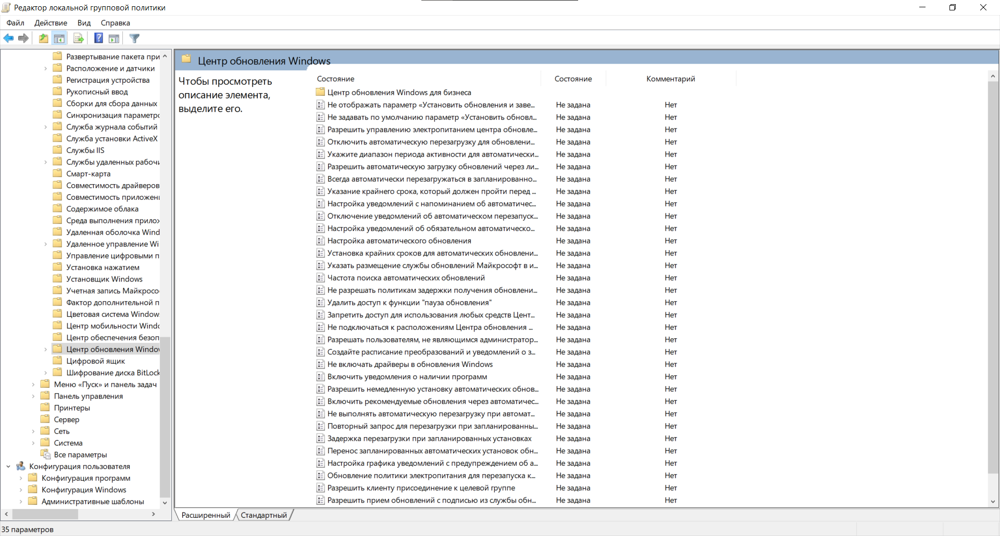 Редактор локальной групповой политики
Файл Действие Вид Справка
Развертывание пакета при
Расположение и датчики
Регистрация устройства
Рукописный ввод
Сборки для сбора данных
Синхронизация параметро
Служба журнала событий
Служба установки ActiveX
Службы IIS
Службы удаленных рабочи
Смарт-карта
Совместимость драйверов
Совместимость приложени
Содержимое облака
Среда выполнения прилож
Удаленная оболочка Wind
Удаленное управление Wi
Управление цифровыми п
Установка нажатием
Установщик Windows
Учетная запись Майкросо
Фактор дополнительной п
Цветовая система Window
Центр мобильности Windo
Центр обеспечения безоп
Центр обновления Window
Цифровой ящик
Шифрование диска BitLock
Меню «Пуск» и панель задач
Панель управления
Принтеры
Сервер
Сеть
Система
Все параметры
Конфигурация пользователя
Конфигурация программ
Конфигурация Windows
Административные шаблоны
Центр обновления Windows
Чтобы просмотреть
описание элемента,
выделите его.
Состояние Состояние Комментарий
Центр обновления Windows для бизнеса
Не отображать параметр «Установить обновления и заве... Не задана Нет
Не задавать по умолчанию параметр «Установить обновл... Не задана Нет
Разрешить управлению электропитанием центра обновле... Не задана Нет
Отключить автоматическую перезагрузку для обновлени... Не задана Нет
Укажите диапазон периода активности для автоматически... Не задана Нет
Разрешить автоматическую загрузку обновлений через ли... Не задана Нет
Всегда автоматически перезагружаться в запланированно... Не задана Нет
Указание крайнего срока, который должен пройти перед ... Не задана Нет
Настройка уведомлений с напоминанием об автоматичес... Не задана Нет
Отключение уведомлений об автоматическом перезапуск... Не задана Нет
Настройка уведомлений об обязательном автоматическо... Не задана Нет
Настройка автоматического обновления Не задана Нет
Установка крайних сроков для автоматических обновлени... Не задана Нет
Указать размещение службы обновлений Майкрософт в и... Не задана Нет
Частота поиска автоматических обновлений Не задана Нет
Не разрешать политикам задержки получения обновлени... Не задана Нет
Удалить доступ к функции "пауза обновления" Не задана Нет
Запретить доступ для использования любых средств Цент... Не задана Нет
Не подключаться к расположениям Центра обновления ... Не задана Нет
Разрешать пользователям, не являющимся администратор... Не задана Нет
Создайте расписание преобразований и уведомлений о з... Не задана Нет
Не включать драйверы в обновления Windows Не задана Нет
Включить уведомления о наличии программ Не задана Нет
Разрешить немедленную установку автоматических обнов... Не задана Нет
Включить рекомендуемые обновления через автоматичес... Не задана Нет
Не выполнять автоматическую перезагрузку при автомат... Не задана Нет
Повторный запрос для перезагрузки при запланированны... Не задана Нет
Задержка перезагрузки при запланированных установках Не задана Нет
Перенос запланированных автоматических установок обн... Не задана Нет
Настройка графика уведомлений с предупреждением об а... Не задана Нет
Обновление политики электропитания для перезапуска к... Не задана Нет
Разрешить клиенту присоединение к целевой группе Не задана Нет
Разрешить прием обновлений с подписью из службы обн... Не задана Нет
Расширенный Стандартный
35 параметров